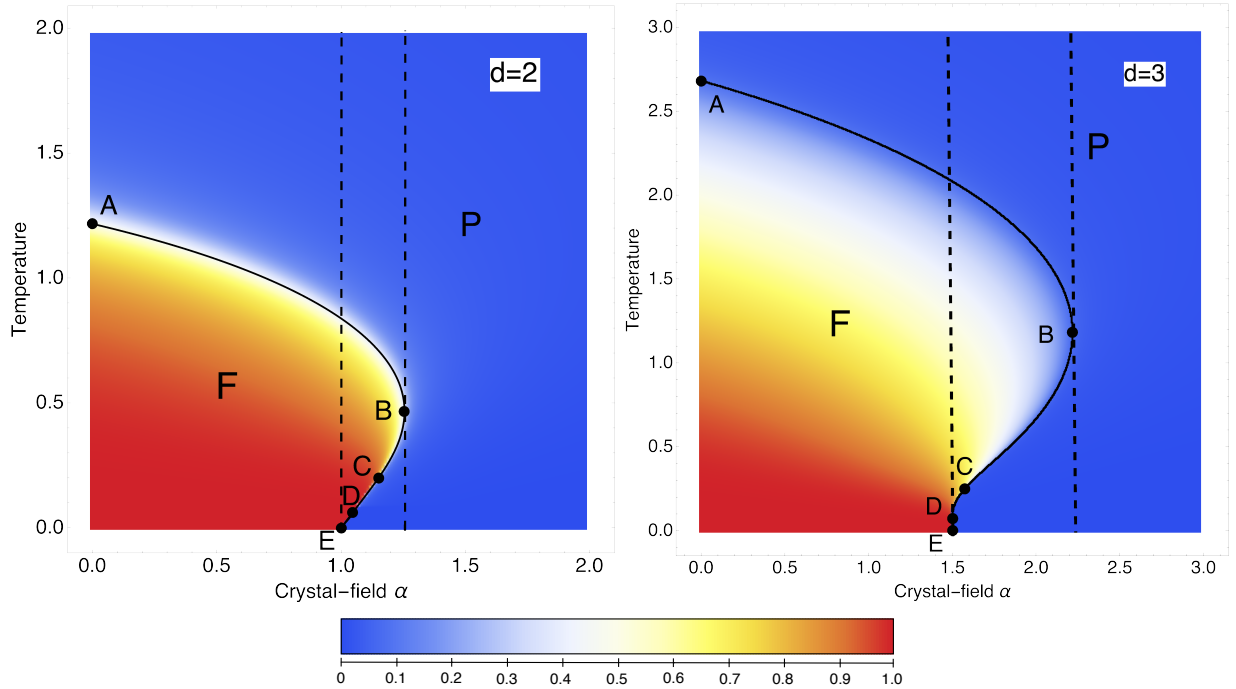 d=2
2.0
1.5
1.0
0.5
0.0
Temperature
A
P
F
B
C
D
E
0.0 0.5 1.0 1.5 2.0
Crystal-field α
d=3
3.0
2.5
2.0
1.5
1.0
0.5
0.0
Temperature
A
P
F
B
C
D
E
0.0 0.5 1.0 1.5 2.0 2.5 3.0
Crystal-field α
0 0.1 0.2 0.3 0.4 0.5 0.6 0.7 0.8 0.9 1.0